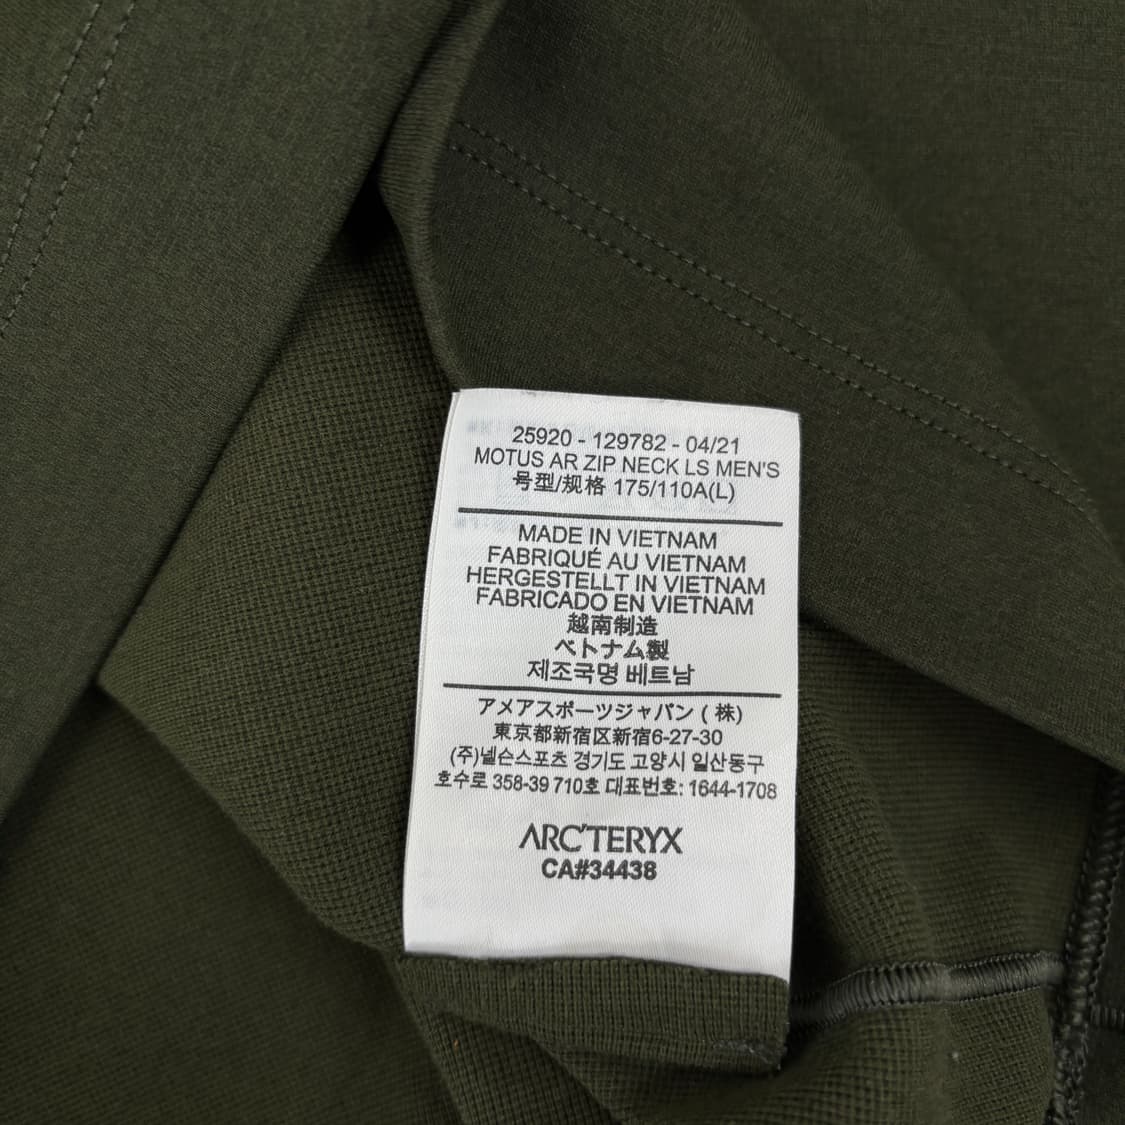 25920 - 129782 - 04/21
MOTUS AR ZIP NECK LS MEN'S
号型/规格 175/110A(L)
MADE IN VIETNAM
FABRIQUÉ AU VIETNAM
HERGESTELLT IN VIETNAM
FABRICADO EN VIETNAM
越南制造
ベトナム製
제조국명 베트남
アメアスポーツジャパン (株)
東京都新宿区新宿6-27-30
(주)넬슨스포츠 경기도 고양시 일산동구
호수로 358-39 710호 대표번호: 1644-1708
ARC'TERYX
CA#34438